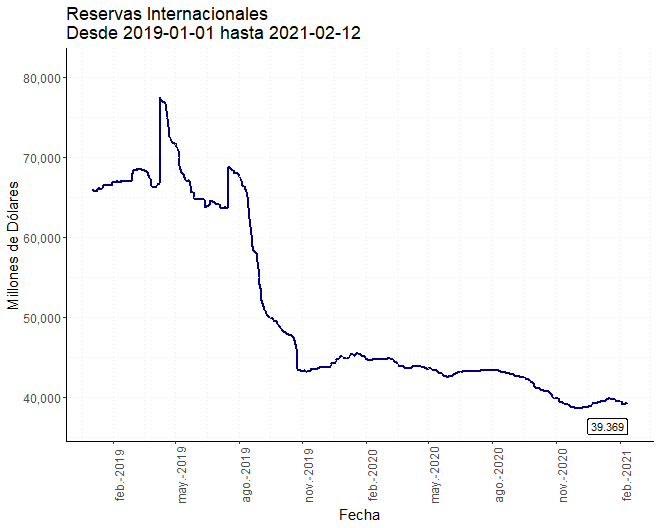 Reservas Internacionales
Desde 2019-01-01 hasta 2021-02-12
Millones de Dólares
80,000
70,000
60,000
50,000
40,000
39.369
feb.-2019
may.-2019
ago.-2019
nov.-2019
feb.-2020
may.-2020
ago.-2020
nov.-2020
feb.-2021
Fecha